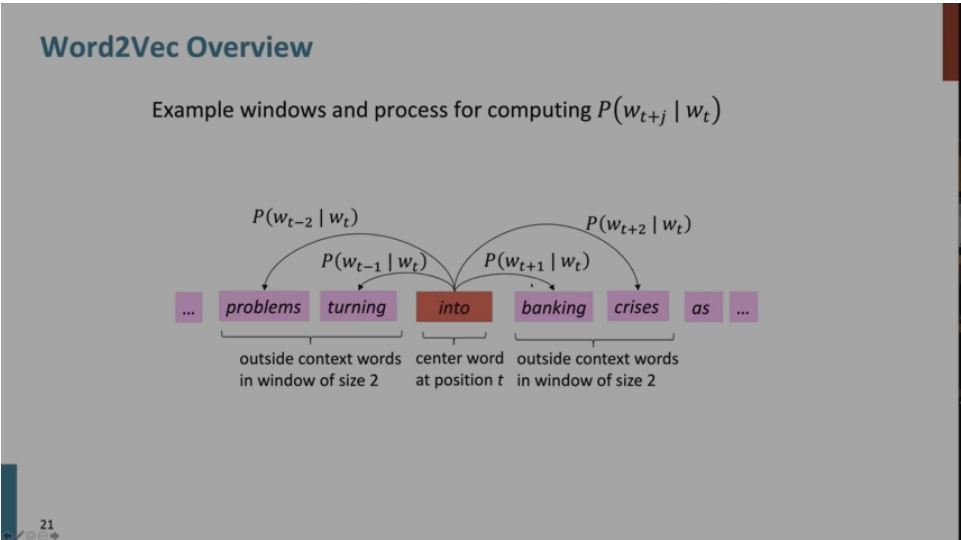 Word2Vec Overview
Example windows and process for computing P(w_{t+j} | w_t)
P(w_{t−2} | w_t)
P(w_{t+2} | w_t)
P(w_{t−1} | w_t)
P(w_{t+1} | w_t)
... problems turning into banking crises as ...
outside context words center word outside context words
in window of size 2 at position t in window of size 2
21